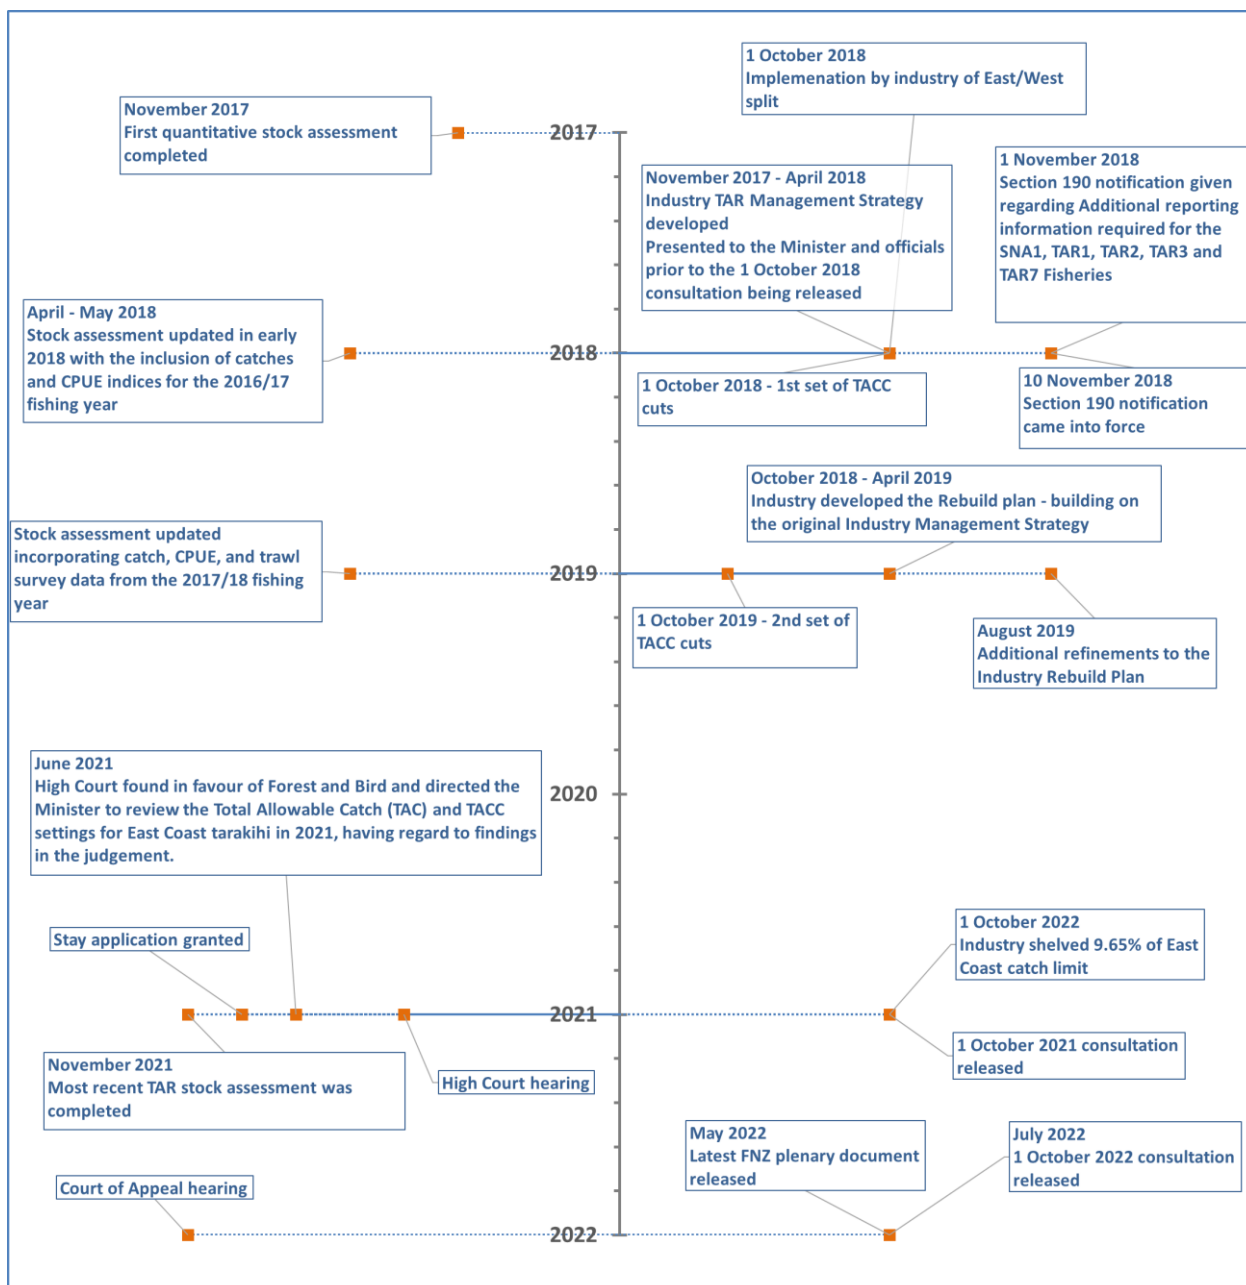 1 October 2018
Implemenation by industry of East/West
split
November 2017
First quantitative stock assessment
completed
2017
November 2017 - April 2018
Industry TAR Management Strategy
developed
Presented to the Minister and officials
prior to the 1 October 2018
consultation being released
1 November 2018
Section 190 notification given
regarding Additional reporting
information required for the
SNA1, TAR1, TAR2, TAR3 and
TAR7 Fisheries
April - May 2018
Stock assessment updated in early
2018 with the inclusion of catches
and CPUE indices for the 2016/17
fishing year
2018
1 October 2018 - 1st set of TACC
cuts
10 November 2018
Section 190 notification
came into force
October 2018 - April 2019
Industry developed the Rebuild plan - building on
the original Industry Management Strategy
Stock assessment updated
incorporating catch, CPUE, and trawl
survey data from the 2017/18 fishing
year
2019
1 October 2019 - 2nd set of
TACC cuts
August 2019
Additional refinements to the
Industry Rebuild Plan
June 2021
High Court found in favour of Forest and Bird and directed the
Minister to review the Total Allowable Catch (TAC) and TACC
settings for East Coast tarakihi in 2021, having regard to findings
in the judgement.
2020
Stay application granted
1 October 2022
Industry shelved 9.65% of East
Coast catch limit
2021
November 2021
Most recent TAR stock assessment was
completed
High Court hearing
1 October 2021 consultation
released
May 2022
Latest FNZ plenary document
released
July 2022
1 October 2022 consultation
released
Court of Appeal hearing
2022